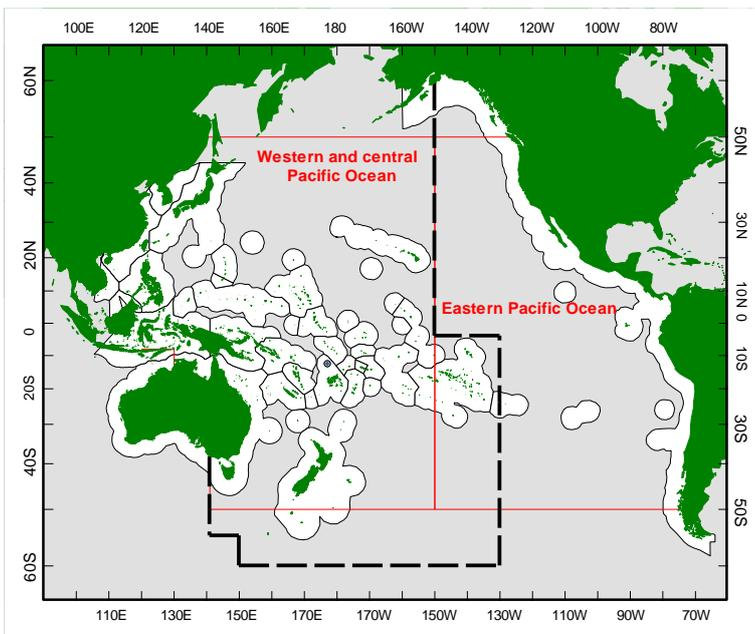 100E 120E 140E 160E 180 160W 140W 120W 100W 80W
60N
50N
Western and central
Pacific Ocean
40N
30N
20N
10N
Eastern Pacific Ocean
0
0
10S
20S
30S
40S
50S
60S
110E 130E 150E 170E 170W 150W 130W 110W 90W 70W